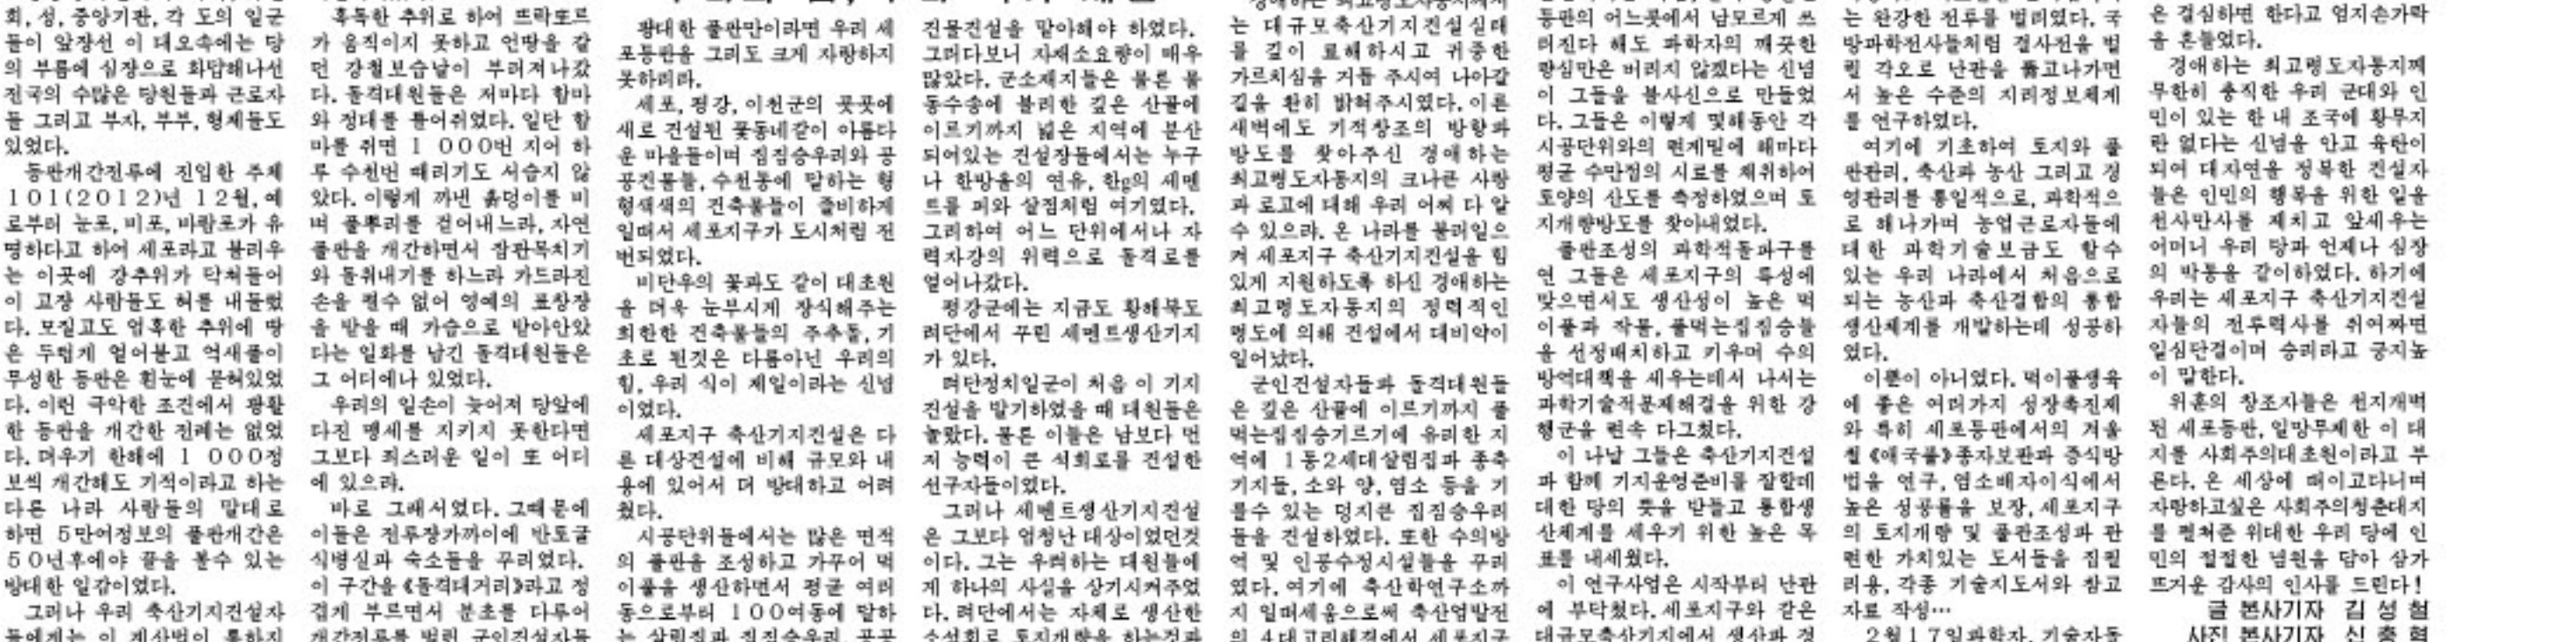 회, 성, 중앙기관, 각 도의 일군
들이 앞장선 이 대오속에는 당
의 부름에 심장으로 화답해나선
전국의 수많은 당원들과 근로자
들 그리고 부자, 부부, 형제들도
있었다.
등판개간전투에 진입한 주체
101(2012)년 12월, 예
로부터 눈포, 비포, 바람포가 유
명하다고 하여 세포라고 불리우
는 이곳에 강추위가 닥쳐들어
이 고장 사람들도 혀를 내둘렀
다. 모질고도 엄혹한 추위에 땅
은 두텁게 얼어붙고 억새풀이
무성한 등판은 흰눈에 묻혀있었
다. 이런 극악한 조건에서 광활
한 등판을 개간한 전례는 없었
다. 더우기 한해에 1 000정
보씩 개간해도 기적이라고 하는
다른 나라 사람들의 말대로
하면 5만여정보의 풀판개간은
50년후에야 끝을 볼수 있는
방대한 일감이였다.
그러나 우리 축산기지건설자
들에게는 이 계산법이 통하지
혹독한 추위로 하여 뜨락또르
가 움직이지 못하고 언땅을 갈
던 강철보습날이 부러져나갔
다. 돌격대원들은 저마다 함마
와 정대를 틀어쥐였다. 일단 함
마를 쥐면 1 000번 지어 하
루 수천번 때리기도 서슴지 않
았다. 이렇게 까낸 흙덩이를 비
며 풀뿌리를 걷어내느라, 자연
풀판을 개간하면서 잡관목치기
와 돌취내기를 하느라 가드라진
손을 펼수 없어 영예의 표창장
을 받을 때 가슴으로 받아안았
다는 일화를 남긴 돌격대원들은
그 어디에나 있었다.
우리의 일손이 늦어져 당앞에
다진 맹세를 지키지 못한다면
그보다 죄스러운 일이 또 어디
에 있으랴.
바로 그래서였다. 그때문에
이들은 전투장가까이에 반토굴
식병실과 숙소들을 꾸리였다.
이 구간을 《돌격대거리》라고 정
겹게 부르면서 분초를 다투어
개간전투를 벌린 군인건설자들
광대한 풀판만이라면 우리 세
포등판을 그리도 크게 자랑하지
못하리라.
세포, 평강, 이천군의 곳곳에
새로 건설된 꽃동네같이 아름다
운 마을들이며 집짐승우리와 공
공건물들, 수천동에 달하는 형
형색색의 건축물들이 즐비하게
일떠서 세포지구가 도시처럼 전
변되였다.
비단우의 꽃과도 같이 대초원
을 더욱 눈부시게 장식해주는
희한한 건축물들의 주추돌, 기
초로 된것은 다름아닌 우리의
힘, 우리 식이 제일이라는 신념
이였다.
세포지구 축산기지건설은 다
른 대상건설에 비해 규모와 내
용에 있어서 더 방대하고 어려
웠다.
시공단위들에서는 많은 면적
의 풀판을 조성하고 가꾸어 먹
이풀을 생산하면서 평균 여러
동으로부터 100여동에 달하
는 살림집과 집짐승우리, 공공
건물건설을 맡아해야 하였다.
그러다보니 자재소요량이 매우
많았다. 군소재지들은 물론 물
동수송에 불리한 깊은 산골에
이르기까지 넓은 지역에 분산
되어있는 건설장들에서는 누구
나 한방울의 연유, 한g의 세멘
트를 피와 살점처럼 여기였다.
그리하여 어느 단위에서나 자
력자강의 위력으로 돌격로를
열어나갔다.
평강군에는 지금도 황해북도
려단에서 꾸린 세멘트생산기지
가 있다.
려단정치일군이 처음 이 기지
건설을 발기하였을 때 대원들은
놀랐다. 물론 이들은 남보다 먼
저 능력이 큰 석회로를 건설한
선구자들이였다.
그러나 세멘트생산기지건설
은 그보다 엄청난 대상이였던것
이다. 그는 우려하는 대원들에
게 하나의 사실을 상기시켜주었
다. 려단에서는 자체로 생산한
소석회로 토지개량을 하는것과
는 대규모축산기지건설실태
를 깊이 료해하시고 귀중한
가르치심을 거듭 주시여 나아갈
길을 환히 밝혀주시였다. 이른
새벽에도 기적창조의 방향과
방도를 찾아주신 경애하는
최고령도자동지의 크나큰 사랑
과 로고에 대해 우리 어찌 다 알
수 있으랴. 온 나라를 불러일으
켜 세포지구 축산기지건설을 힘
있게 지원하도록 하신 경애하는
최고령도자동지의 정력적인
령도에 의해 건설에서 대비약이
일어났다.
군인건설자들과 돌격대원들
은 깊은 산골에 이르기까지 풀
먹는집짐승기르기에 유리한 지
역에 1동2세대살림집과 종축
기지들, 소와 양, 염소 등을 기
를수 있는 덩지큰 집짐승우리
들을 건설하였다. 또한 수의방
역 및 인공수정시설들을 꾸리
였다. 여기에 축산학연구소까
지 일떠세움으로써 축산업발전
의 4대고리해결에서 세포지구
등판의 어느곳에서 남모르게 쓰
러진다 해도 과학자의 깨끗한
량심만은 버리지 않겠다는 신념
이 그들을 불사신으로 만들었
다. 그들은 이렇게 몇해동안 각
시공단위와의 련계밑에 해마다
평균 수만점의 시료를 채취하여
토양의 산도를 측정하였으며 토
지개량방도를 찾아내였다.
풀판조성의 과학적돌파구를
연 그들은 세포지구의 특성에
맞으면서도 생산성이 높은 먹
이풀과 작물, 풀먹는집짐승들
을 선정배치하고 키우며 수의
방역대책을 세우는데서 나서는
과학기술적문제해결을 위한 강
행군을 련속 다그쳤다.
이 나날 그들은 축산기지건설
과 함께 기지운영준비를 잘할데
대한 당의 뜻을 받들고 통합생
산체계를 세우기 위한 높은 목
표를 내세웠다.
이 연구사업은 시작부터 난관
에 부닥쳤다. 세포지구와 같은
대규모축산기지에서 생산과 경
는 완강한 전투를 벌리였다. 국
방과학전사들처럼 결사전을 벌
릴 각오로 난관을 뚫고나가면
서 높은 수준의 지리정보체계
를 연구하였다.
여기에 기초하여 토지와 풀
판관리, 축산과 농산 그리고 경
영관리를 통일적으로, 과학적으
로 해나가며 농업근로자들에
대한 과학기술보급도 할수
있는 우리 나라에서 처음으로
되는 농산과 축산결합의 통합
생산체계를 개발하는데 성공하
였다.
이뿐이 아니였다. 먹이풀생육
에 좋은 여러가지 성장촉진제
와 특히 세포등판에서의 겨울
철 《애국풀》종자보관과 증식방
법을 연구, 염소배자이식에서
높은 성공률을 보장, 세포지구
의 토지개량 및 풀판조성과 관
련한 가치있는 도서들을 집필
리용, 각종 기술지도서와 참고
자료 작성…
2월17일과학자, 기술자돌
은 결심하면 한다고 엄지손가락
을 흔들었다.
경애하는 최고령도자동지께
무한히 충직한 우리 군대와 인
민이 있는 한 내 조국에 황무지
란 없다는 신념을 안고 육탄이
되여 대자연을 정복한 건설자
들은 인민의 행복을 위한 일을
천사만사를 제치고 앞세우는
어머니 우리 당과 언제나 심장
의 박동을 같이하였다. 하기에
우리는 세포지구 축산기지건설
자들의 전투력사를 쥐여짜면
일심단결이며 승리라고 긍지높
이 말한다.
위훈의 창조자들은 천지개벽
된 세포등판, 일망무제한 이 대
지를 사회주의대초원이라고 부
른다. 온 세상에 떼이고다니며
자랑하고싶은 사회주의청춘대지
를 펼쳐준 위대한 우리 당에 인
민의 절절한 념원을 담아 삼가
뜨거운 감사의 인사를 드린다!
글 본사기자 김성철
사진 본사기자